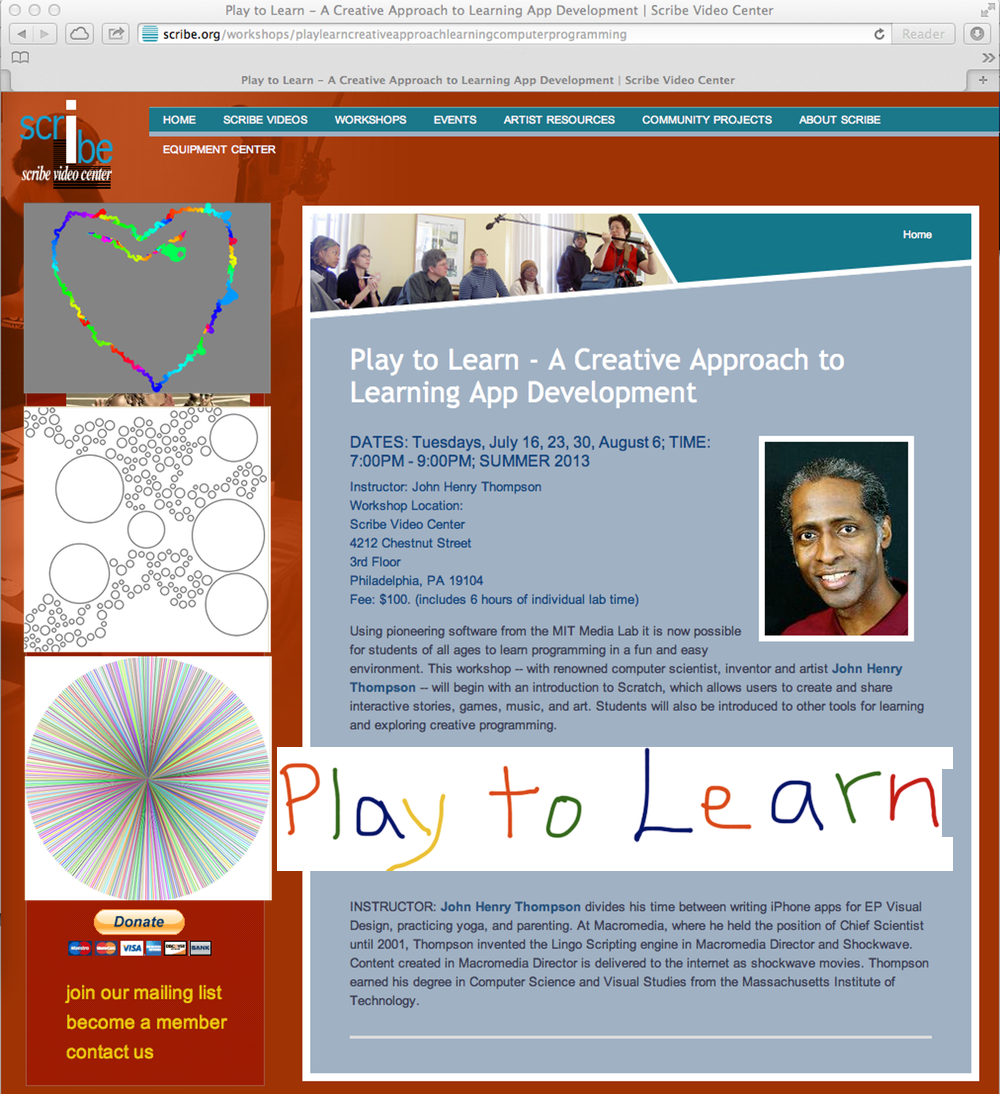 Play to Learn – A Creative Approach to Learning App Development | Scribe Video Center
scribe.org/workshops/playlearncreativeapproachlearningcomputerprogramming
Reader
Play to Learn – A Creative Approach to Learning App Development | Scribe Video Center
scribe
scribe video center
HOME SCRIBE VIDEOS WORKSHOPS EVENTS ARTIST RESOURCES COMMUNITY PROJECTS ABOUT SCRIBE
EQUIPMENT CENTER
Home
Play to Learn - A Creative Approach to
Learning App Development
DATES: Tuesdays, July 16, 23, 30, August 6; TIME:
7:00PM - 9:00PM; SUMMER 2013
Instructor: John Henry Thompson
Workshop Location:
Scribe Video Center
4212 Chestnut Street
3rd Floor
Philadelphia, PA 19104
Fee: $100. (includes 6 hours of individual lab time)
Using pioneering software from the MIT Media Lab it is now possible
for students of all ages to learn programming in a fun and easy
environment. This workshop -- with renowned computer scientist, inventor and artist John Henry
Thompson -- will begin with an introduction to Scratch, which allows users to create and share
interactive stories, games, music, and art. Students will also be introduced to other tools for learning
and exploring creative programming.
Play to Learn
INSTRUCTOR: John Henry Thompson divides his time between writing iPhone apps for EP Visual
Design, practicing yoga, and parenting. At Macromedia, where he held the position of Chief Scientist
until 2001, Thompson invented the Lingo Scripting engine in Macromedia Director and Shockwave.
Content created in Macromedia Director is delivered to the internet as shockwave movies. Thompson
earned his degree in Computer Science and Visual Studies from the Massachusetts Institute of
Technology.
Donate
Maestro VISA DISCOVER BANK
join our mailing list
become a member
contact us